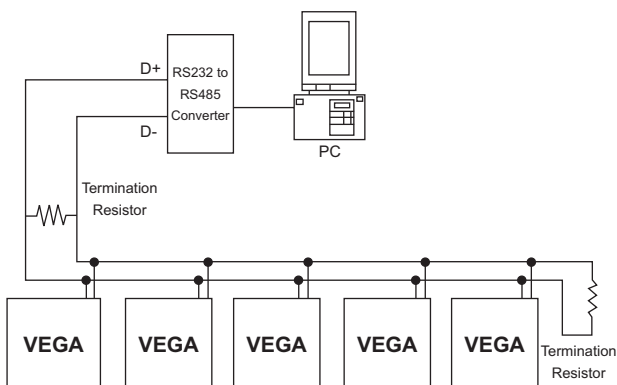 D+
RS232 to
RS485
Converter
D-
PC
Termination
Resistor
VEGA
VEGA
VEGA
VEGA
VEGA
Termination
Resistor